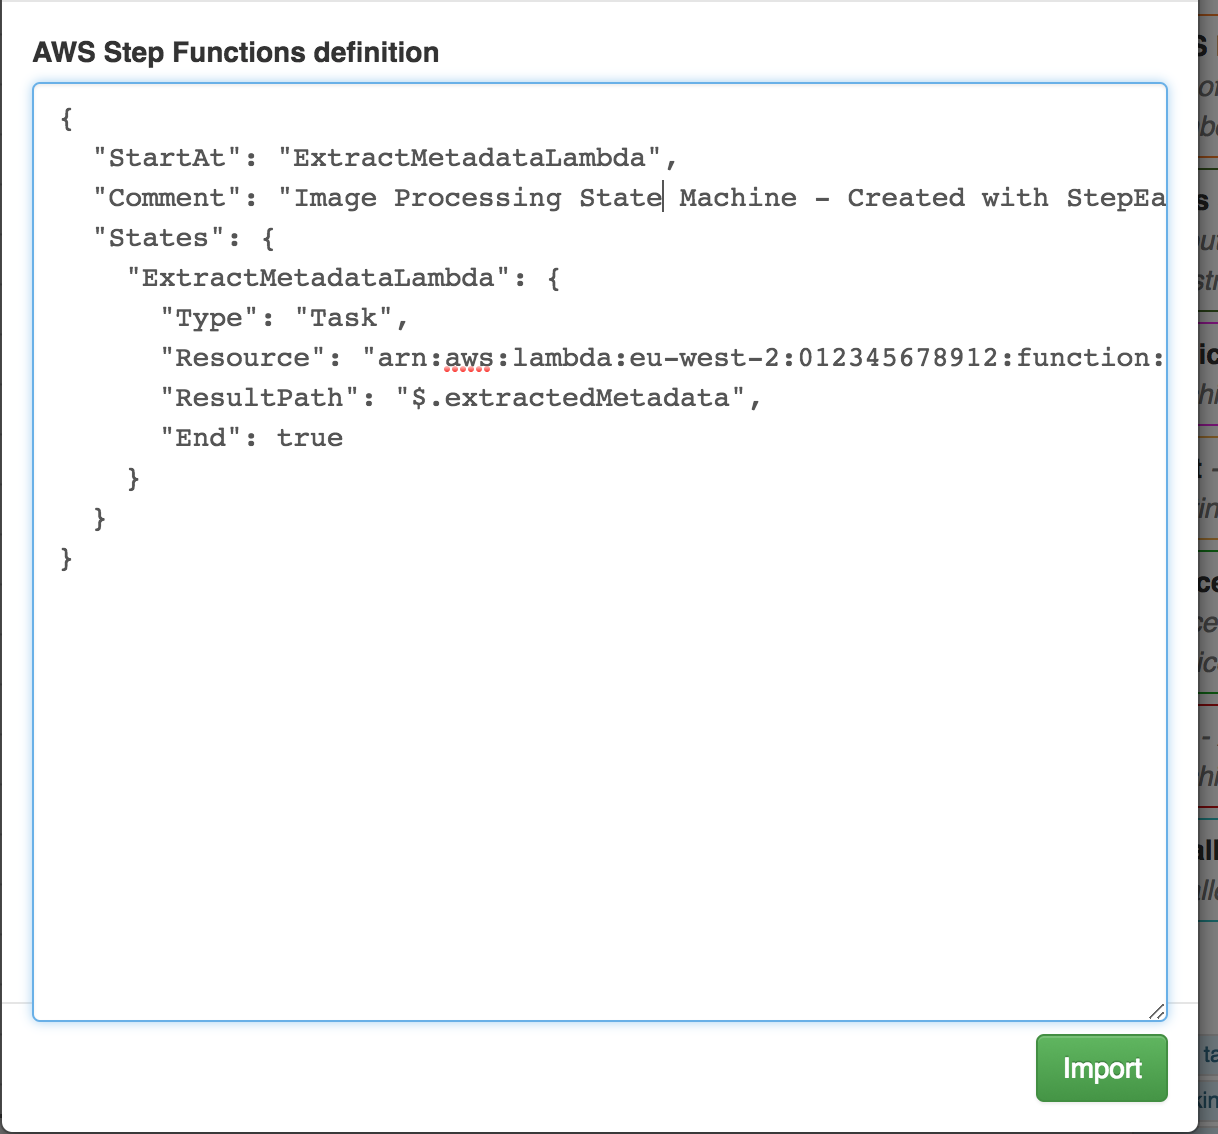 AWS Step Functions definition
{
"StartAt": "ExtractMetadataLambda",
"Comment": "Image Processing State Machine - Created with StepEa
"States": {
"ExtractMetadataLambda": {
"Type": "Task",
"Resource": "arn:aws:lambda:eu-west-2:012345678912:function:
"ResultPath": "$.extractedMetadata",
"End": true
}
}
}
Import